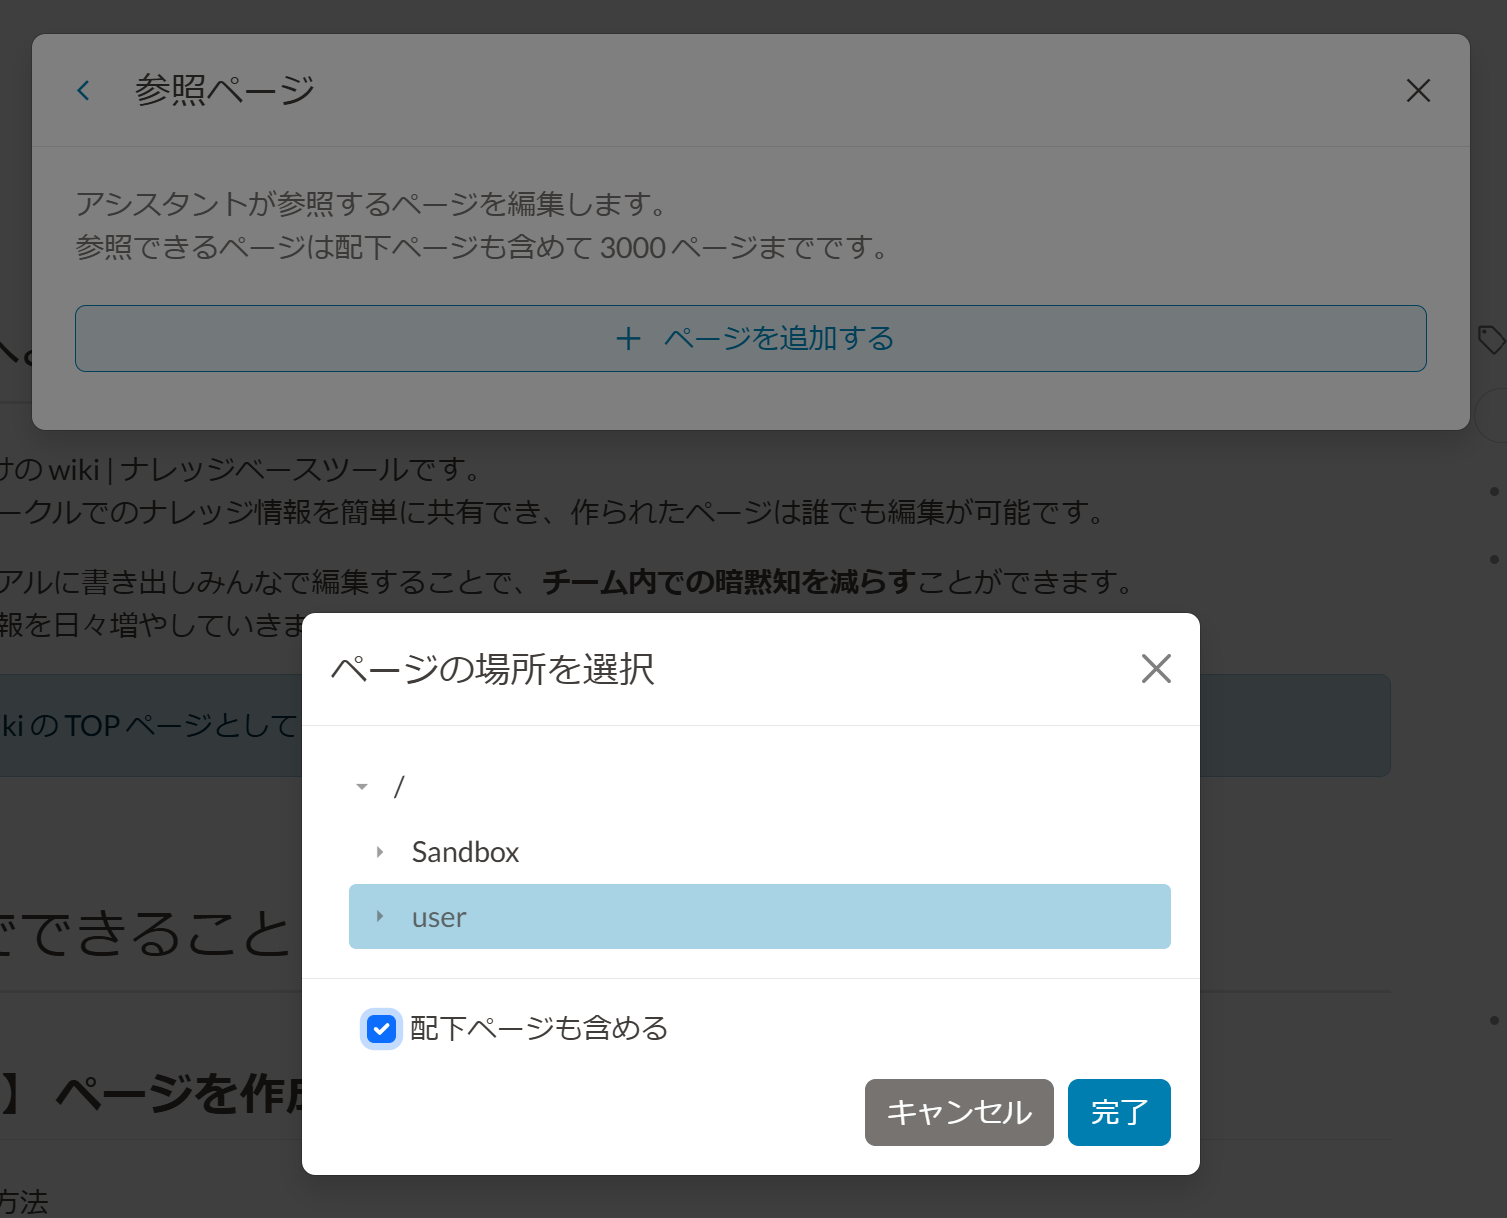 参照ページ
アシスタントが参照するページを編集します。
参照できるページは配下ページも含めて 3000 ページまでです。
ページを追加する
へ。
けの wiki | ナレッジベースツールです。
ークルでのナレッジ情報を簡単に共有でき、作られたページは誰でも編集が可能です。
アルに書き出しみんなで編集することで、チーム内での暗黙知を減らすことができます。
報を日々増やしていきま
ページの場所を選択
ki の TOP ページとして
/
Sandbox
user
でできること
配下ページも含める
】 ページを作成
キャンセル 完了
方法